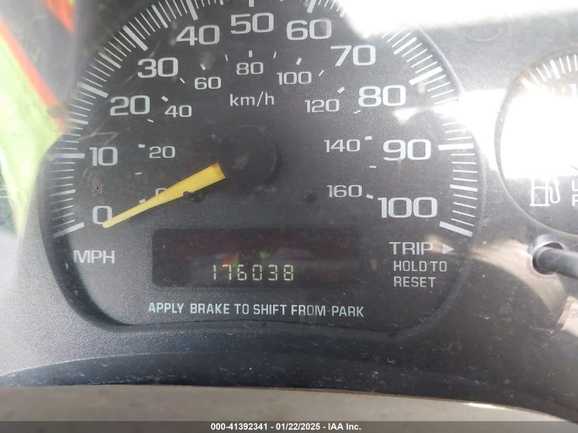 50
40 60
30 70
20 80
10 90
0 100
60 80 100
40 120
20 140
160
km/h
MPH
176038
TRIP
HOLD TO
RESET
APPLY BRAKE TO SHIFT FROM PARK
000-41392341 - 01/22/2025 - IAA Inc.